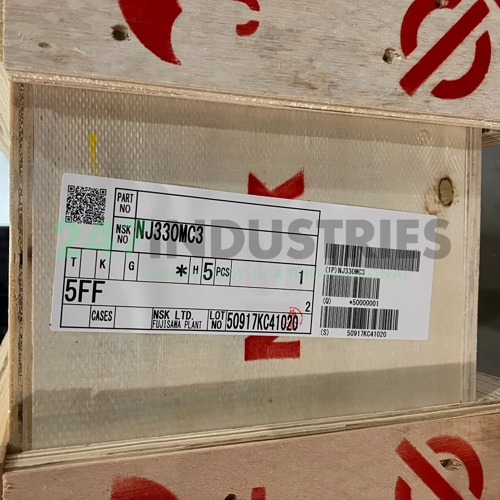 PART NO
NSK NO NJ330MC3
T K G * H 5 PCS 1
5FF 2
CASES NSK LTD. FUJISAWA PLANT LOT NO 50917KC41020
(1P) NJ330MC3
(Q) *50000001
(S) 50917KC41020
247 INDUSTRIES